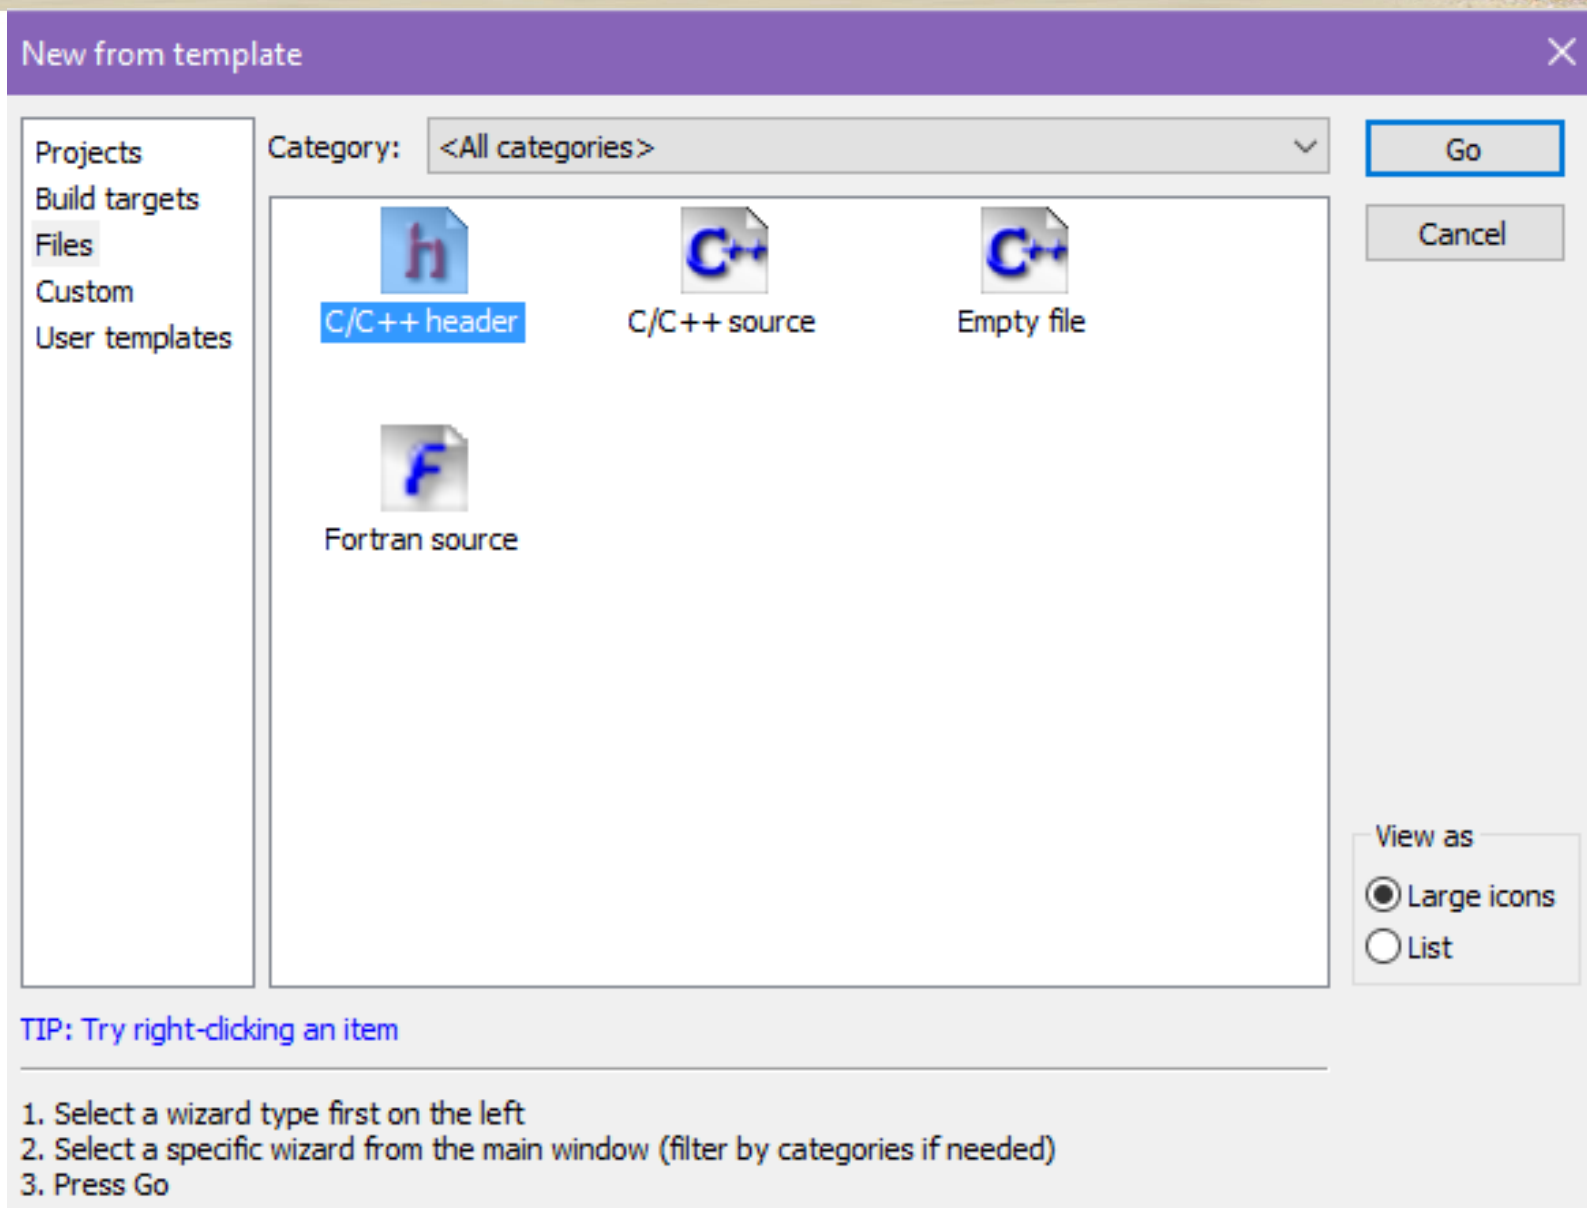 New from template
Projects
Build targets
Files
Custom
User templates
Category: <All categories>
Go
Cancel
h
C/C++ header
C++
C/C++ source
C++
Empty file
F
Fortran source
View as
Large icons
List
TIP: Try right-clicking an item
1. Select a wizard type first on the left
2. Select a specific wizard from the main window (filter by categories if needed)
3. Press Go